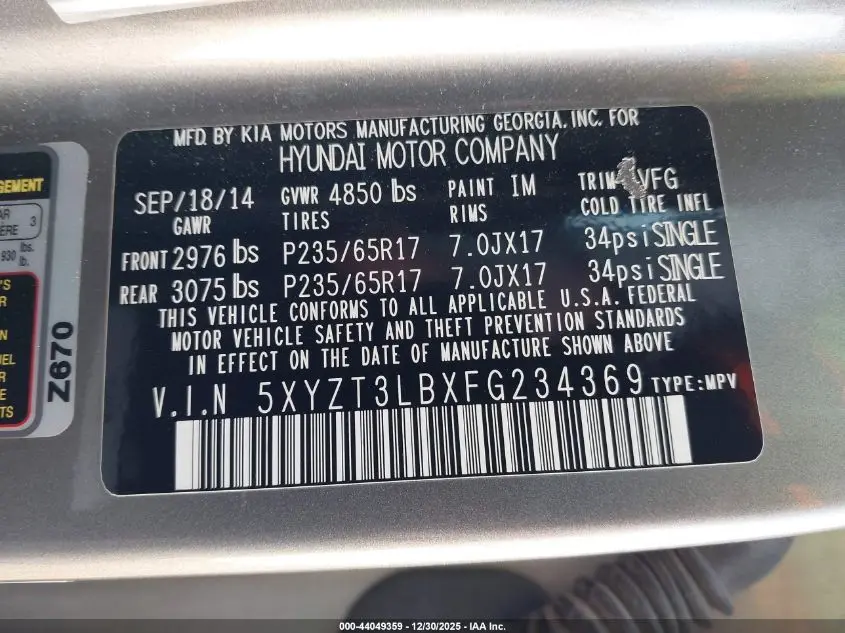 MFD. BY KIA MOTORS MANUFACTURING GEORGIA, INC. FOR
HYUNDAI MOTOR COMPANY
SEP/18/14 GVWR 4850 lbs PAINT IM TRIM VFG
GAWR TIRES RIMS COLD TIRE INFL
FRONT 2976 lbs P235/65R17 7.0JX17 34psi SINGLE
REAR 3075 lbs P235/65R17 7.0JX17 34psi SINGLE
THIS VEHICLE CONFORMS TO ALL APPLICABLE U.S.A. FEDERAL
MOTOR VEHICLE SAFETY AND THEFT PREVENTION STANDARDS
IN EFFECT ON THE DATE OF MANUFACTURE SHOWN ABOVE
V.I.N 5XYZT3LBXFG234369 TYPE:MPV
3
930 lbs.
lb.
Z670
000-44049359 - 12/30/2025 - IAA Inc.